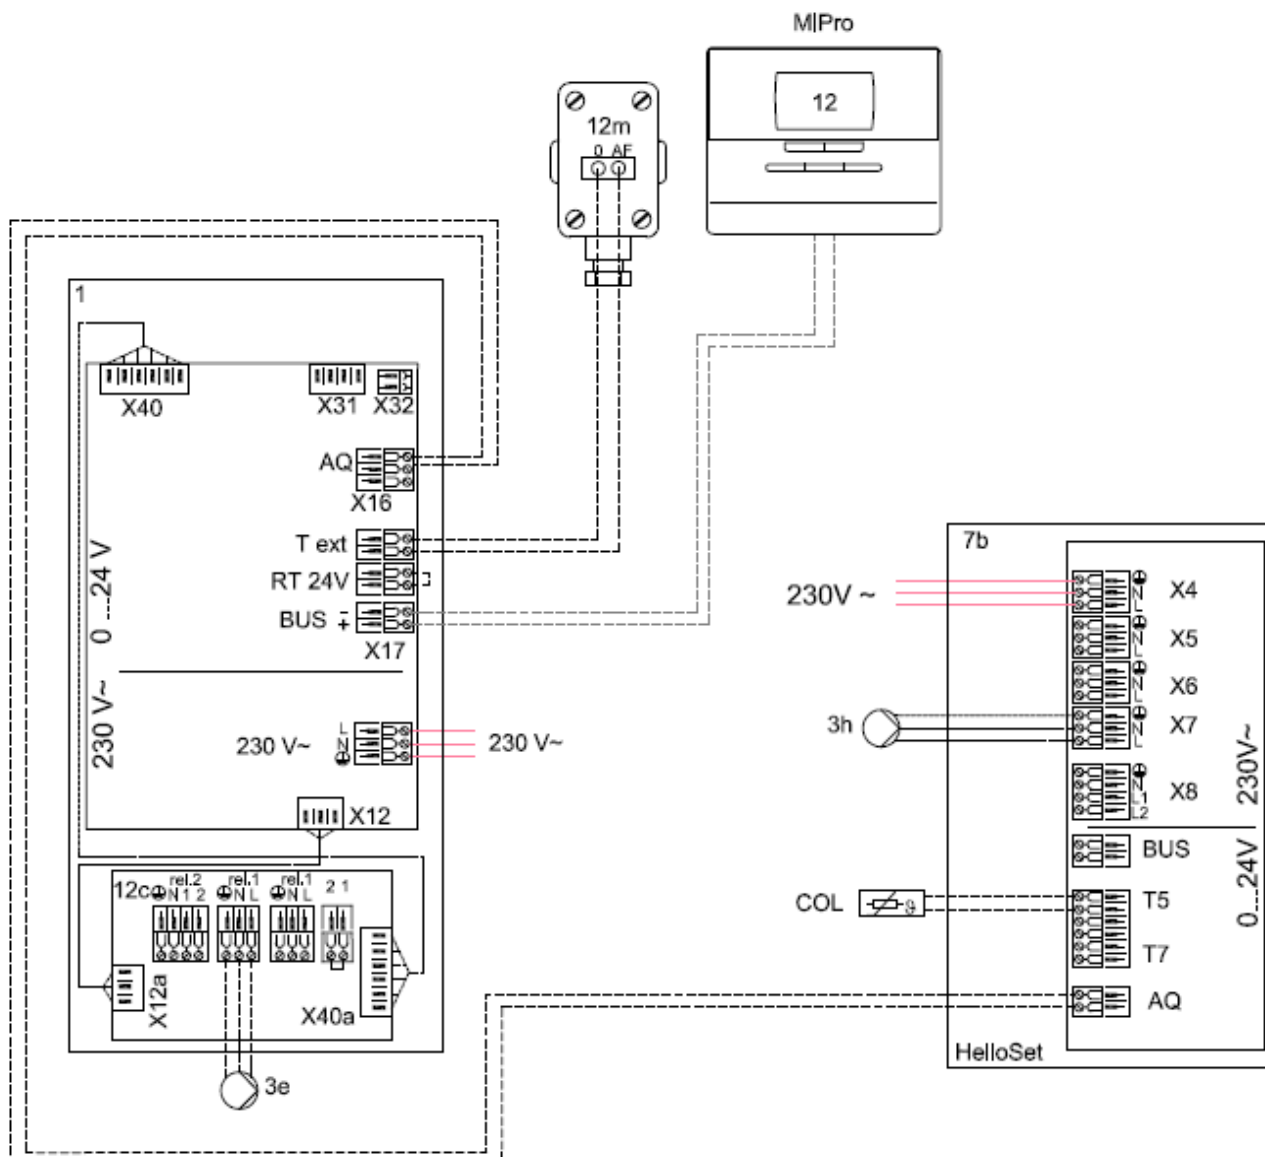 MIPro
12
12m
0 AF
1
X40
X31
X32
AQ
X16
T ext
RT 24V
BUS - +
X17
0 ... 24 V
230 V~
230 V~
L
N
230 V~
X12
12c
rel.2
N 1 2
rel.1
N L
rel.1
N L
2 1
X12a
X40a
3e
7b
230V ~
N
L
X4
N
L
X5
N
L
X6
3h
N
L
X7
N
L1
L2
X8
230V~
BUS
0...24V
COL
ϑ
T5
T7
AQ
HelloSet